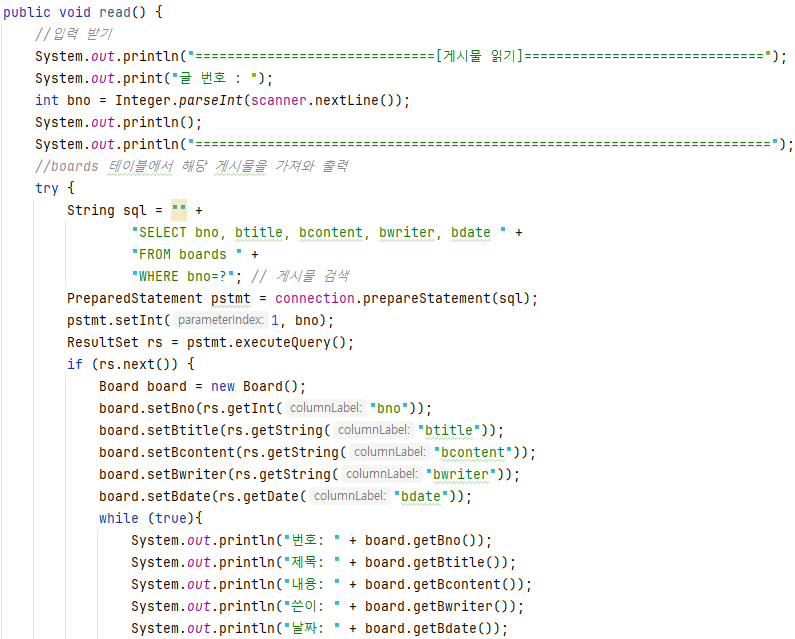 public void read() {
//입력 받기
System.out.println("==============================[게시물 읽기]==============================");
System.out.print("글 번호 : ");
int bno = Integer.parseInt(scanner.nextLine());
System.out.println();
System.out.println("========================================================================");
//boards 테이블에서 해당 게시물을 가져와 출력
try {
String sql = "" +
"SELECT bno, btitle, bcontent, bwriter, bdate " +
"FROM boards " +
"WHERE bno=?"; // 게시물 검색
PreparedStatement pstmt = connection.prepareStatement(sql);
pstmt.setInt( parameterIndex: 1, bno);
ResultSet rs = pstmt.executeQuery();
if (rs.next()) {
Board board = new Board();
board.setBno(rs.getInt( columnLabel: "bno"));
board.setBtitle(rs.getString( columnLabel: "btitle"));
board.setBcontent(rs.getString( columnLabel: "bcontent"));
board.setBwriter(rs.getString( columnLabel: "bwriter"));
board.setBdate(rs.getDate( columnLabel: "bdate"));
while (true){
System.out.println("번호: " + board.getBno());
System.out.println("제목: " + board.getBtitle());
System.out.println("내용: " + board.getBcontent());
System.out.println("쓴이: " + board.getBwriter());
System.out.println("날짜: " + board.getBdate());